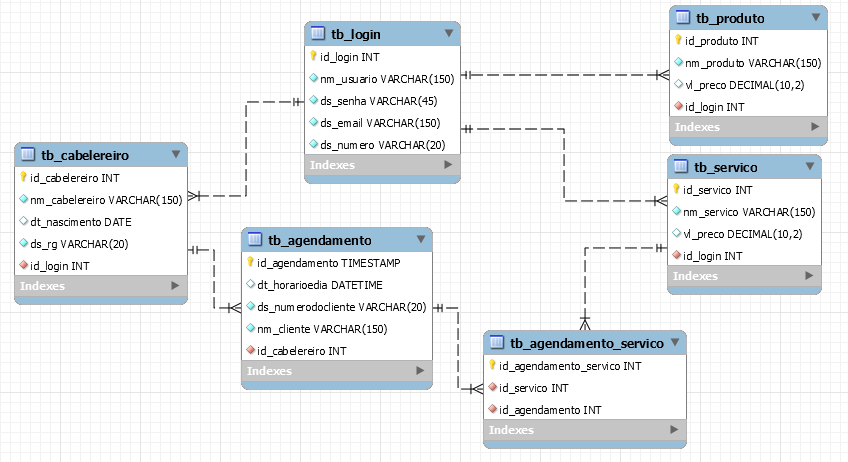 tb_login
id_login INT
nm_usuario VARCHAR(150)
ds_senha VARCHAR(45)
ds_email VARCHAR(150)
ds_numero VARCHAR(20)
Indexes
tb_produto
id_produto INT
nm_produto VARCHAR(150)
vl_preco DECIMAL(10,2)
id_login INT
Indexes
tb_cabelereiro
id_cabelereiro INT
nm_cabelereiro VARCHAR(150)
dt_nascimento DATE
ds_rg VARCHAR(20)
id_login INT
Indexes
tb_servico
id_servico INT
nm_servico VARCHAR(150)
vl_preco DECIMAL(10,2)
id_login INT
Indexes
tb_agendamento
id_agendamento TIMESTAMP
dt_horarioedia DATETIME
ds_numerodocliente VARCHAR(20)
nm_cliente VARCHAR(150)
id_cabelereiro INT
Indexes
tb_agendamento_servico
id_agendamento_servico INT
id_servico INT
id_agendamento INT
Indexes